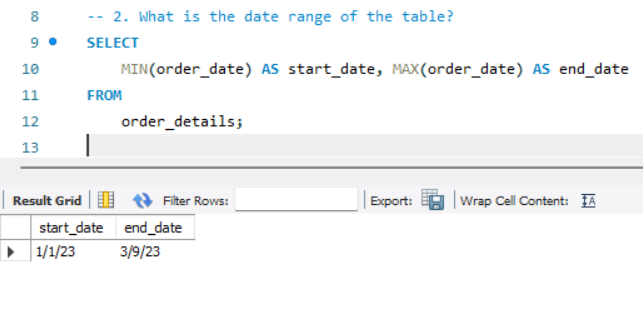 8 -- 2. What is the date range of the table?
9 SELECT
10 MIN(order_date) AS start_date, MAX(order_date) AS end_date
11 FROM
12 order_details;
13
Result Grid Filter Rows: Export: Wrap Cell Content: IA
start_date end_date
1/1/23 3/9/23